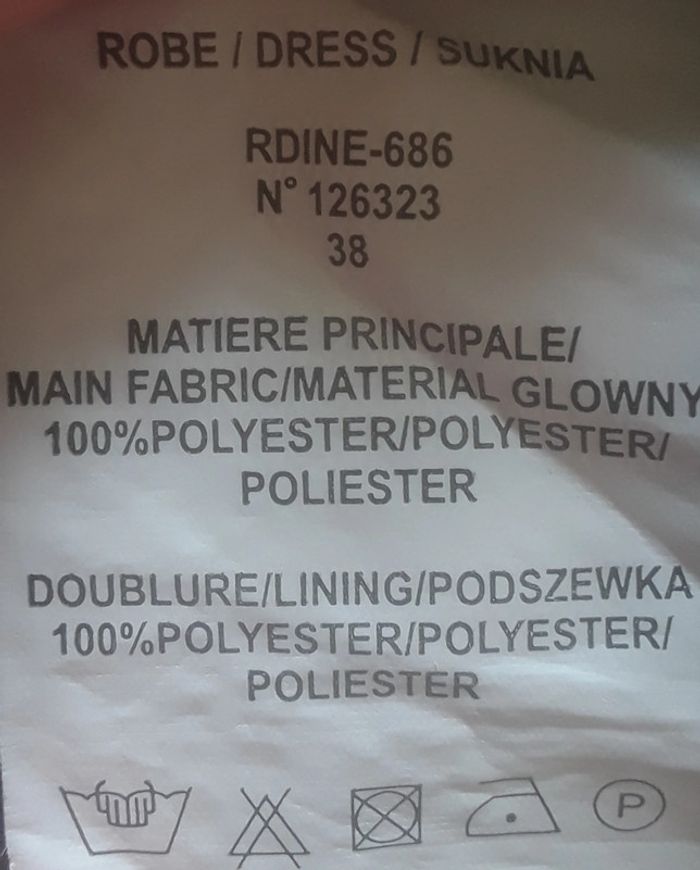 ROBE / DRESS / SUKNIA
RDINE-686
N° 126323
38
MATIERE PRINCIPALE/
MAIN FABRIC/MATERIAL GLOWNY
100%POLYESTER/POLYESTER/
POLIESTER
DOUBLURE/LINING/PODSZEWKA
100%POLYESTER/POLYESTER/
POLIESTER
P